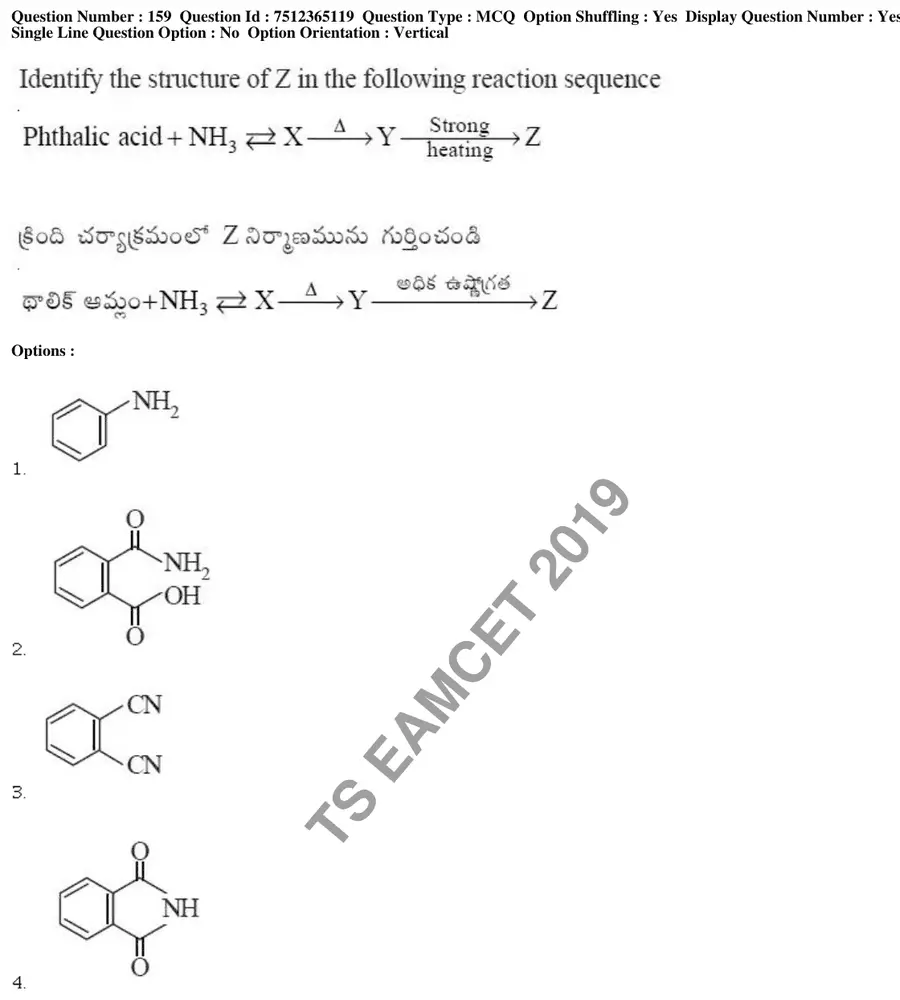 Question Number : 159 Question Id : 7512365119 Question Type : MCQ Option Shuffling : Yes Display Question Number : Yes
Single Line Question Option : No Option Orientation : Vertical
Identify the structure of Z in the following reaction sequence
Phthalic acid + NH₃ ⇄ X —Δ→ Y —Strong heating→ Z
క్రింది చర్యాక్రమంలో Z నిర్మాణమును గుర్తించండి
థాలిక్ ఆమ్లం+NH₃ ⇄ X —Δ→ Y —అధిక ఉష్ణోగ్రత→ Z
Options :
NH₂
1.
O
NH₂
OH
O
2.
CN
CN
3.
O
NH
O
4.
TS EAMCET 2019